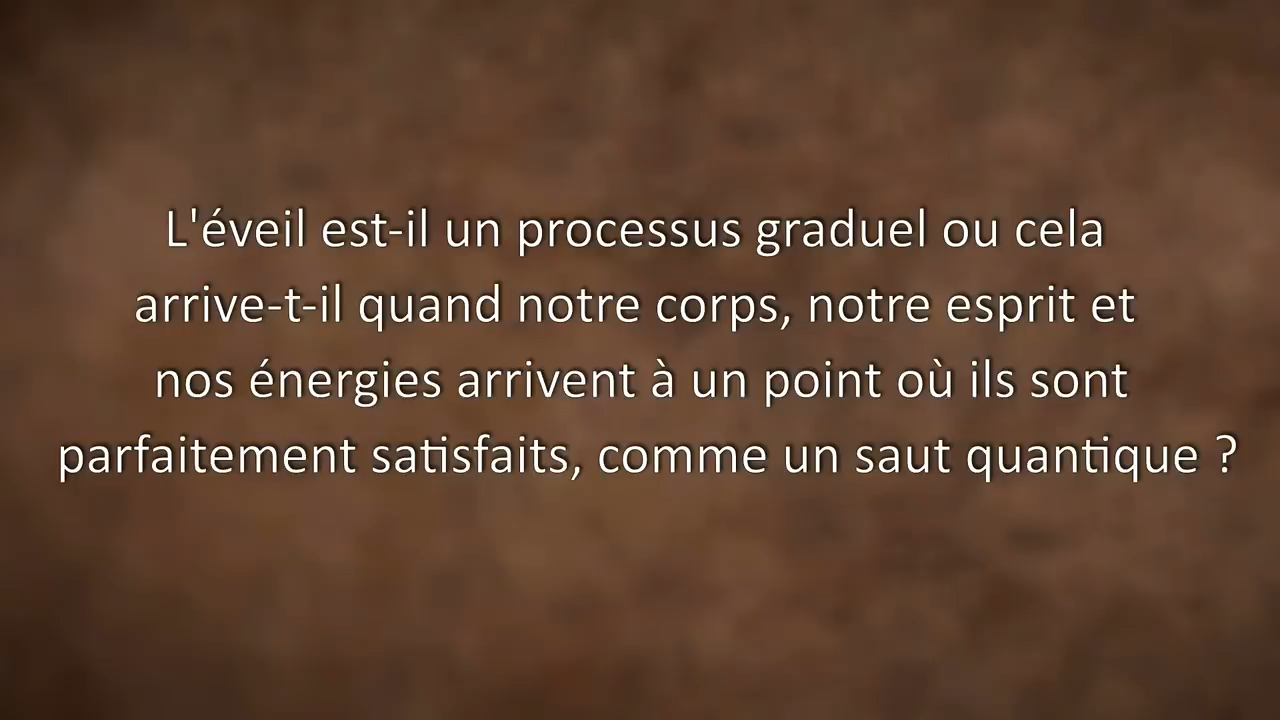 L'éveil est-il un processus graduel ou cela
arrive-t-il quand notre corps, notre esprit et
nos énergies arrivent à un point où ils sont
parfaitement satisfaits, comme un saut quantique ?